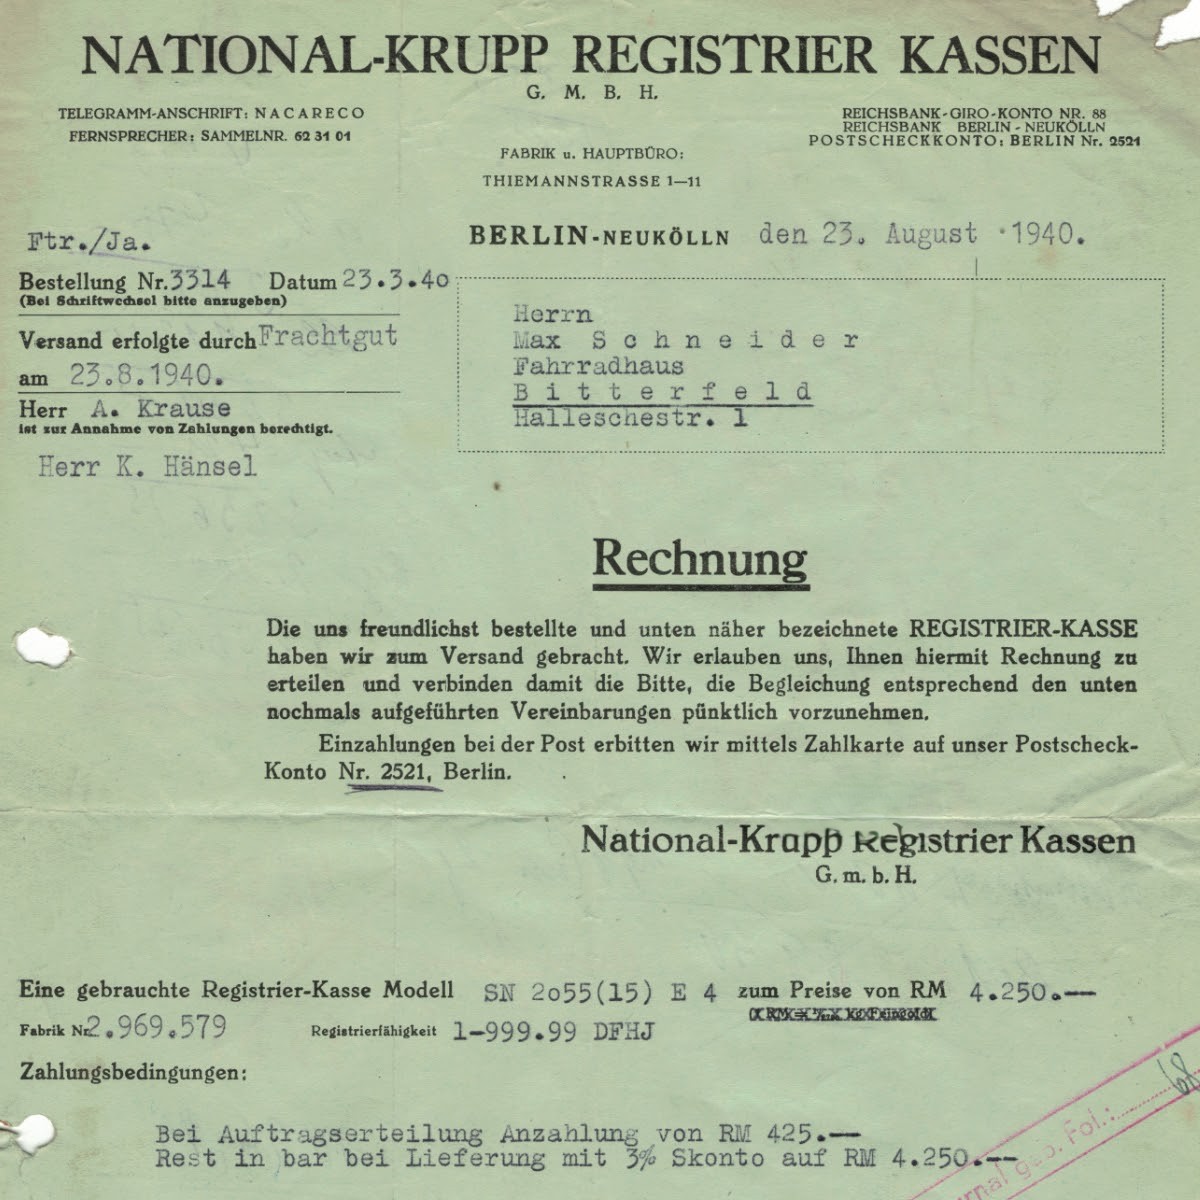 NATIONAL-KRUPP REGISTRIER KASSEN
G. M. B. H.
TELEGRAMM-ANSCHRIFT: NACARECO
FERNSPRECHER: SAMMELNR. 62 31 01
REICHSBANK-GIRO-KONTO NR. 88
REICHSBANK BERLIN-NEUKÖLLN
POSTSCHECKKONTO: BERLIN Nr. 2521
FABRIK u. HAUPTBÜRO:
THIEMANNSTRASSE 1—11
Ftr./Ja.
BERLIN-NEUKÖLLN den 23. August 1940.
Bestellung Nr. 3314 Datum 23.3.40
(Bei Schriftwechsel bitte anzugeben)
Versand erfolgte durch Frachtgut
am 23.8.1940.
Herr A. Krause
ist zur Annahme von Zahlungen berechtigt.
Herr K. Hänsel
Herrn
Max Schneider
Fahrradhaus
Bitterfeld
Halleschestr. 1
Rechnung
Die uns freundlichst bestellte und unten näher bezeichnete REGISTRIER-KASSE
haben wir zum Versand gebracht. Wir erlauben uns, Ihnen hiermit Rechnung zu
erteilen und verbinden damit die Bitte, die Begleichung entsprechend den unten
nochmals aufgeführten Vereinbarungen pünktlich vorzunehmen.
Einzahlungen bei der Post erbitten wir mittels Zahlkarte auf unser Postscheck-
Konto Nr. 2521, Berlin.
National-Krupp Registrier Kassen
G. m. b. H.
Eine gebrauchte Registrier-Kasse Modell SN 2055(15) E 4 zum Preise von RM 4.250.--
Fabrik Nr. 2.969.579 Registrierfähigkeit 1-999.99 DFHJ
Zahlungsbedingungen:
Bei Auftragserteilung Anzahlung von RM 425.--
Rest in bar bei Lieferung mit 3% Skonto auf RM 4.250.--
Fol.: 68